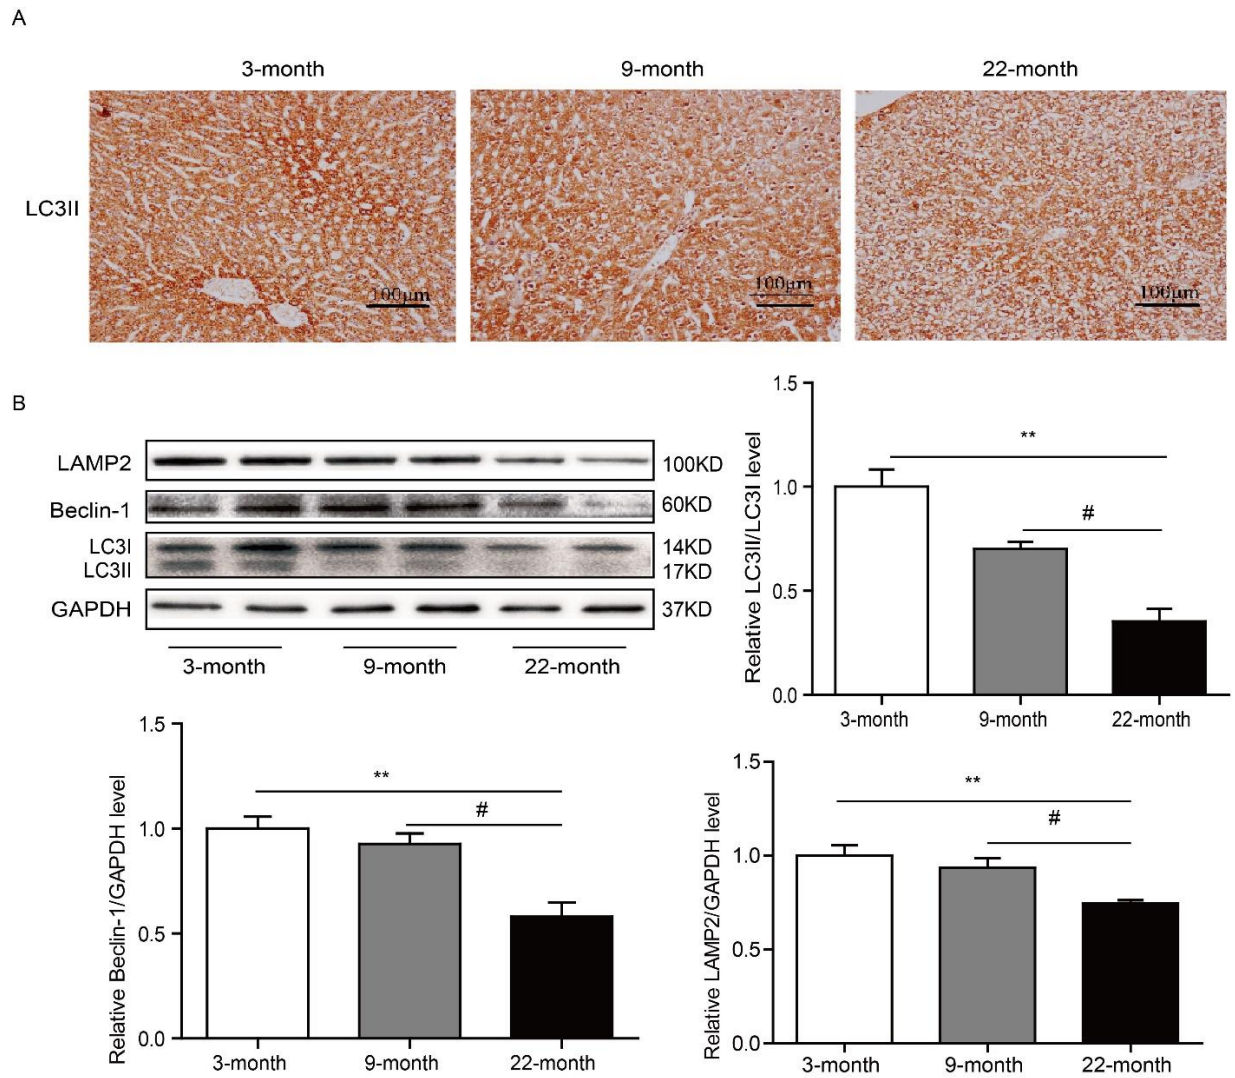 A
3-month 9-month 22-month
LC3II
100μm 100μm 100μm
B
LAMP2 100KD
Beclin-1 60KD
LC3I 14KD
LC3II 17KD
GAPDH 37KD
3-month 9-month 22-month
Relative LC3II/LC3I level
1.5
1.0
0.5
0.0
**
#
3-month 9-month 22-month
Relative Beclin-1/GAPDH level
1.5
1.0
0.5
0.0
**
#
3-month 9-month 22-month
Relative LAMP2/GAPDH level
1.5
1.0
0.5
0.0
**
#
3-month 9-month 22-month